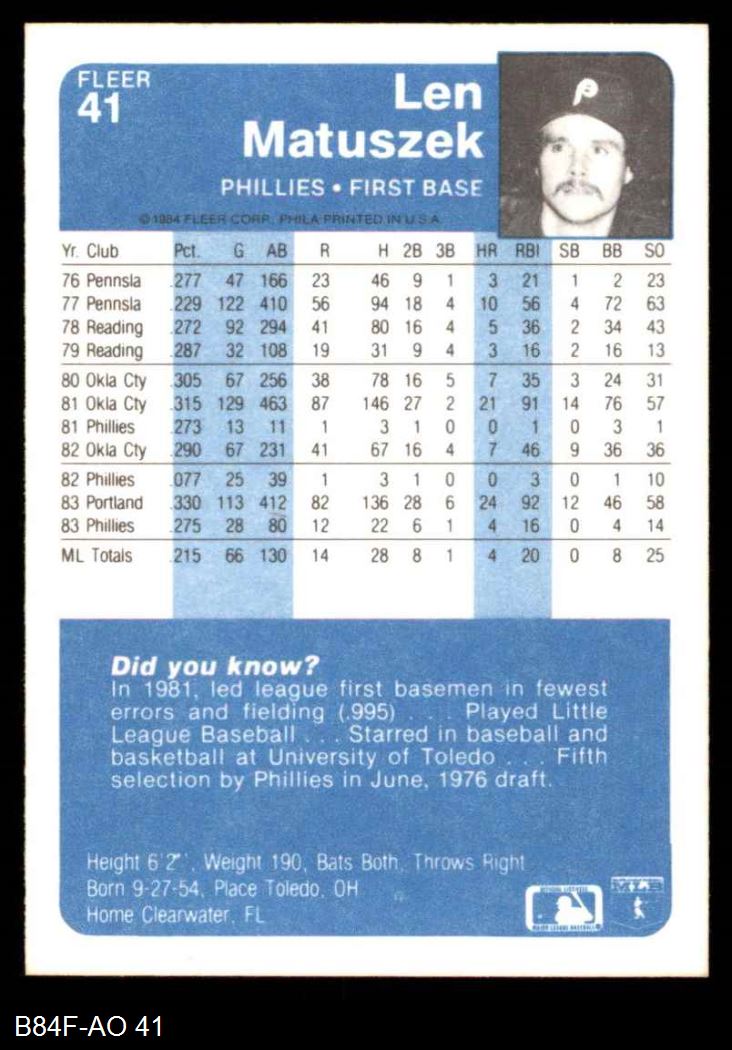 FLEER
41
Len
Matuszek
PHILLIES • FIRST BASE
© 1984 FLEER CORP. PHILA PRINTED IN U.S.A.
Yr. Club Pct. G AB R H 2B 3B HR RBI SB BB SO
76 Pennsla .277 47 166 23 46 9 1 3 21 1 2 23
77 Pennsla .229 122 410 56 94 18 4 10 56 4 72 63
78 Reading .272 92 294 41 80 16 4 5 36 2 34 43
79 Reading .287 32 108 19 31 9 4 3 16 2 16 13
80 Okla Cty .305 67 256 38 78 16 5 7 35 3 24 31
81 Okla Cty .315 129 463 87 146 27 2 21 91 14 76 57
81 Phillies .273 13 11 1 3 1 0 0 1 0 3 1
82 Okla Cty .290 67 231 41 67 16 4 7 46 9 36 36
82 Phillies .077 25 39 1 3 1 0 0 3 0 1 10
83 Portland .330 113 412 82 136 28 6 24 92 12 46 58
83 Phillies .275 28 80 12 22 6 1 4 16 0 4 14
ML Totals .215 66 130 14 28 8 1 4 20 0 8 25
Did you know?
In 1981, led league first basemen in fewest
errors and fielding (.995) . . . Played Little
League Baseball . . . Starred in baseball and
basketball at University of Toledo . . . Fifth
selection by Phillies in June, 1976 draft.
Height 6'2", Weight 190, Bats Both, Throws Right
Born 9-27-54, Place Toledo, OH
Home Clearwater, FL
MAJOR LEAGUE BASEBALL
MLB
B84F-AO 41